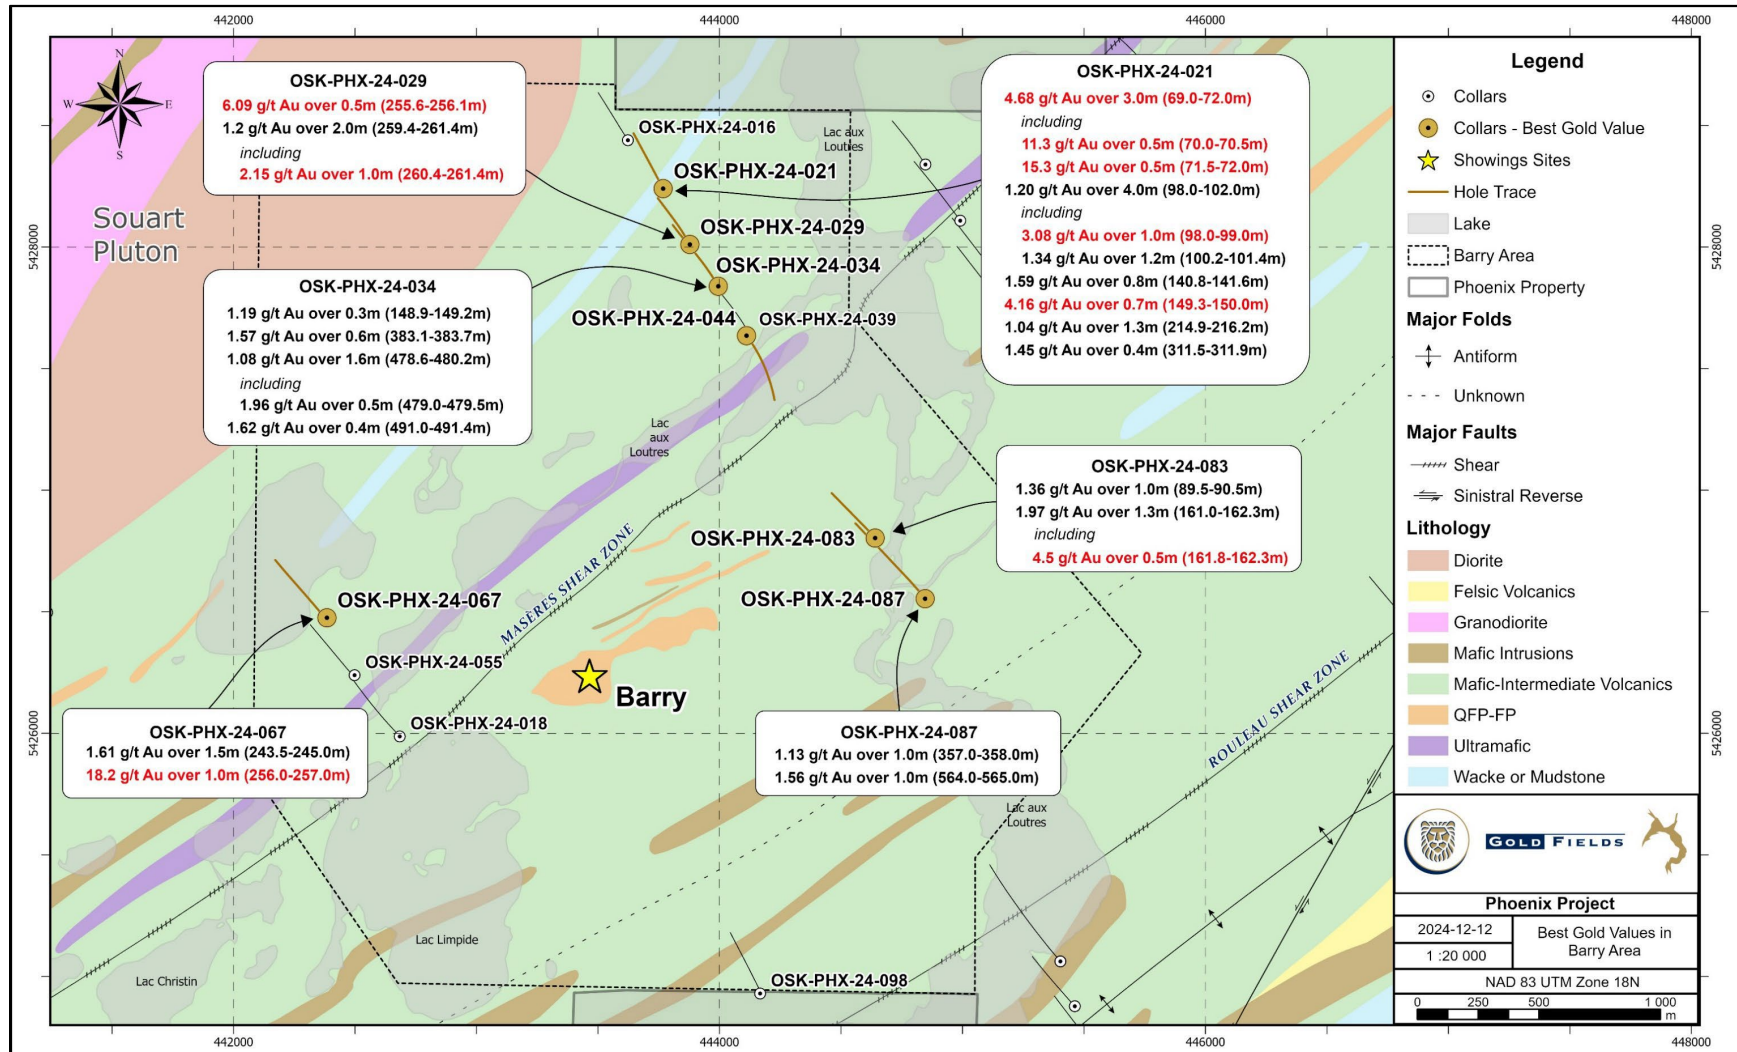 442000
444000
446000
448000
N
W
E
S
Souart
Pluton
OSK-PHX-24-029
6.09 g/t Au over 0.5m (255.6-256.1m)
1.2 g/t Au over 2.0m (259.4-261.4m)
including
2.15 g/t Au over 1.0m (260.4-261.4m)
OSK-PHX-24-016
OSK-PHX-24-021
OSK-PHX-24-029
OSK-PHX-24-034
OSK-PHX-24-044
OSK-PHX-24-039
Lac aux
Loutres
OSK-PHX-24-021
4.68 g/t Au over 3.0m (69.0-72.0m)
including
11.3 g/t Au over 0.5m (70.0-70.5m)
15.3 g/t Au over 0.5m (71.5-72.0m)
1.20 g/t Au over 4.0m (98.0-102.0m)
including
3.08 g/t Au over 1.0m (98.0-99.0m)
1.34 g/t Au over 1.2m (100.2-101.4m)
1.59 g/t Au over 0.8m (140.8-141.6m)
4.16 g/t Au over 0.7m (149.3-150.0m)
1.04 g/t Au over 1.3m (214.9-216.2m)
1.45 g/t Au over 0.4m (311.5-311.9m)
5428000
5428000
OSK-PHX-24-034
1.19 g/t Au over 0.3m (148.9-149.2m)
1.57 g/t Au over 0.6m (383.1-383.7m)
1.08 g/t Au over 1.6m (478.6-480.2m)
including
1.96 g/t Au over 0.5m (479.0-479.5m)
1.62 g/t Au over 0.4m (491.0-491.4m)
Lac
aux
Loutres
OSK-PHX-24-083
1.36 g/t Au over 1.0m (89.5-90.5m)
1.97 g/t Au over 1.3m (161.0-162.3m)
including
4.5 g/t Au over 0.5m (161.8-162.3m)
OSK-PHX-24-083
MASÈRES SHEAR ZONE
OSK-PHX-24-067
OSK-PHX-24-087
OSK-PHX-24-055
Barry
OSK-PHX-24-018
ROULEAU SHEAR ZONE
5426000
5426000
OSK-PHX-24-067
1.61 g/t Au over 1.5m (243.5-245.0m)
18.2 g/t Au over 1.0m (256.0-257.0m)
OSK-PHX-24-087
1.13 g/t Au over 1.0m (357.0-358.0m)
1.56 g/t Au over 1.0m (564.0-565.0m)
Lac aux
Loutres
Lac Limpide
Lac Christin
OSK-PHX-24-098
Legend
Collars
Collars - Best Gold Value
Showings Sites
Hole Trace
Lake
Barry Area
Phoenix Property
Major Folds
Antiform
Unknown
Major Faults
Shear
Sinistral Reverse
Lithology
Diorite
Felsic Volcanics
Granodiorite
Mafic Intrusions
Mafic-Intermediate Volcanics
QFP-FP
Ultramafic
Wacke or Mudstone
GOLD FIELDS
Phoenix Project
2024-12-12
1 :20 000
Best Gold Values in
Barry Area
NAD 83 UTM Zone 18N
0 250 500 1 000
m
442000
444000
446000
448000